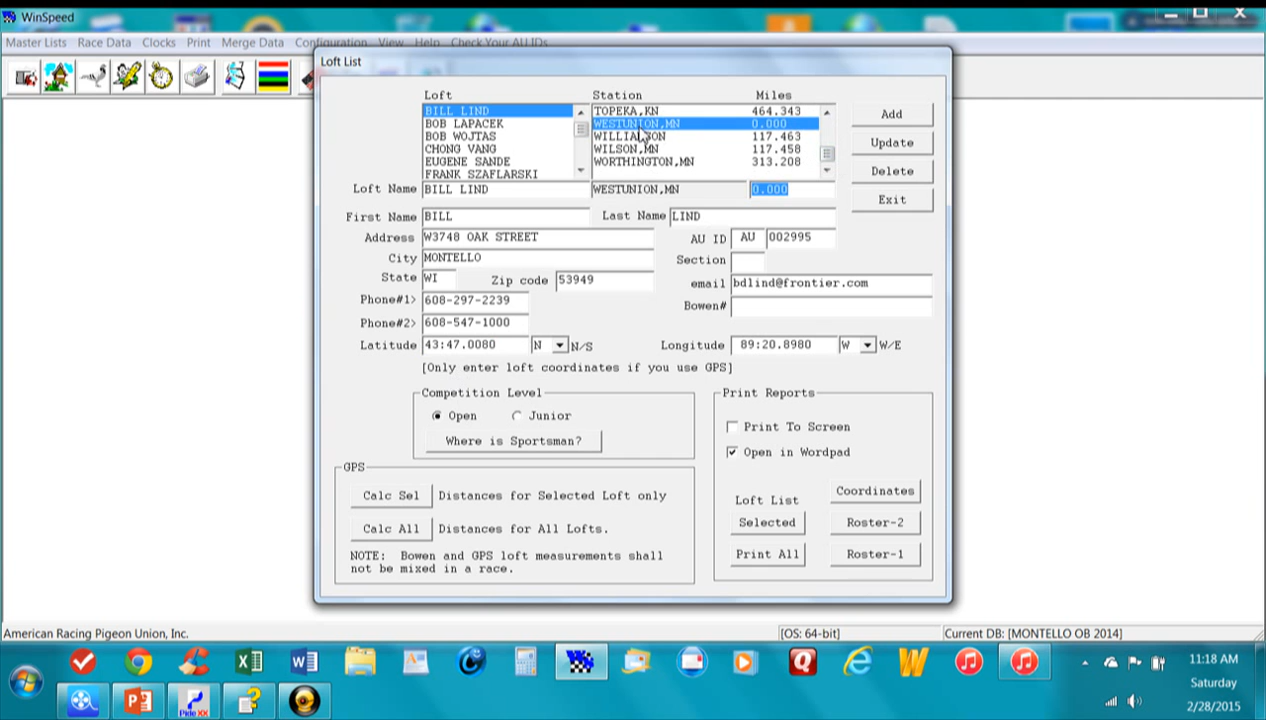 WinSpeed
Master Lists Race Data Clocks Print Merge Data Configuration View Help Check Your AU IDs
Loft List
Loft Station Miles
BILL LIND TOPEKA,KN 464.343
BOB LAPACEK WESTUNION,MN 0.000
BOB WOJTAS WILLIAMSON 117.463
CHONG VANG WILSON,MN 117.458
EUGENE SANDE WORTHINGTON,MN 313.208
FRANK SZAFLARSKI
Add
Update
Delete
Exit
Loft Name BILL LIND WESTUNION,MN 0.000
First Name BILL Last Name LIND
Address W3748 OAK STREET AU ID AU 002995
City MONTELLO Section
State WI Zip code 53949 email bdlind@frontier.com
Phone#1> 608-297-2239 Bowen#
Phone#2> 608-547-1000
Latitude 43:47.0080 N N/S Longitude 89:20.8980 W W/E
[Only enter loft coordinates if you use GPS]
Competition Level
Open Junior
Where is Sportsman?
Print Reports
Print To Screen
Open in Wordpad
GPS
Calc Sel Distances for Selected Loft only
Calc All Distances for All Lofts.
NOTE: Bowen and GPS loft measurements shall
not be mixed in a race.
Loft List
Selected
Print All
Coordinates
Roster-2
Roster-1
American Racing Pigeon Union, Inc. [OS: 64-bit] Current DB: [MONTELLO OB 2014]
11:18 AM
Saturday
2/28/2015